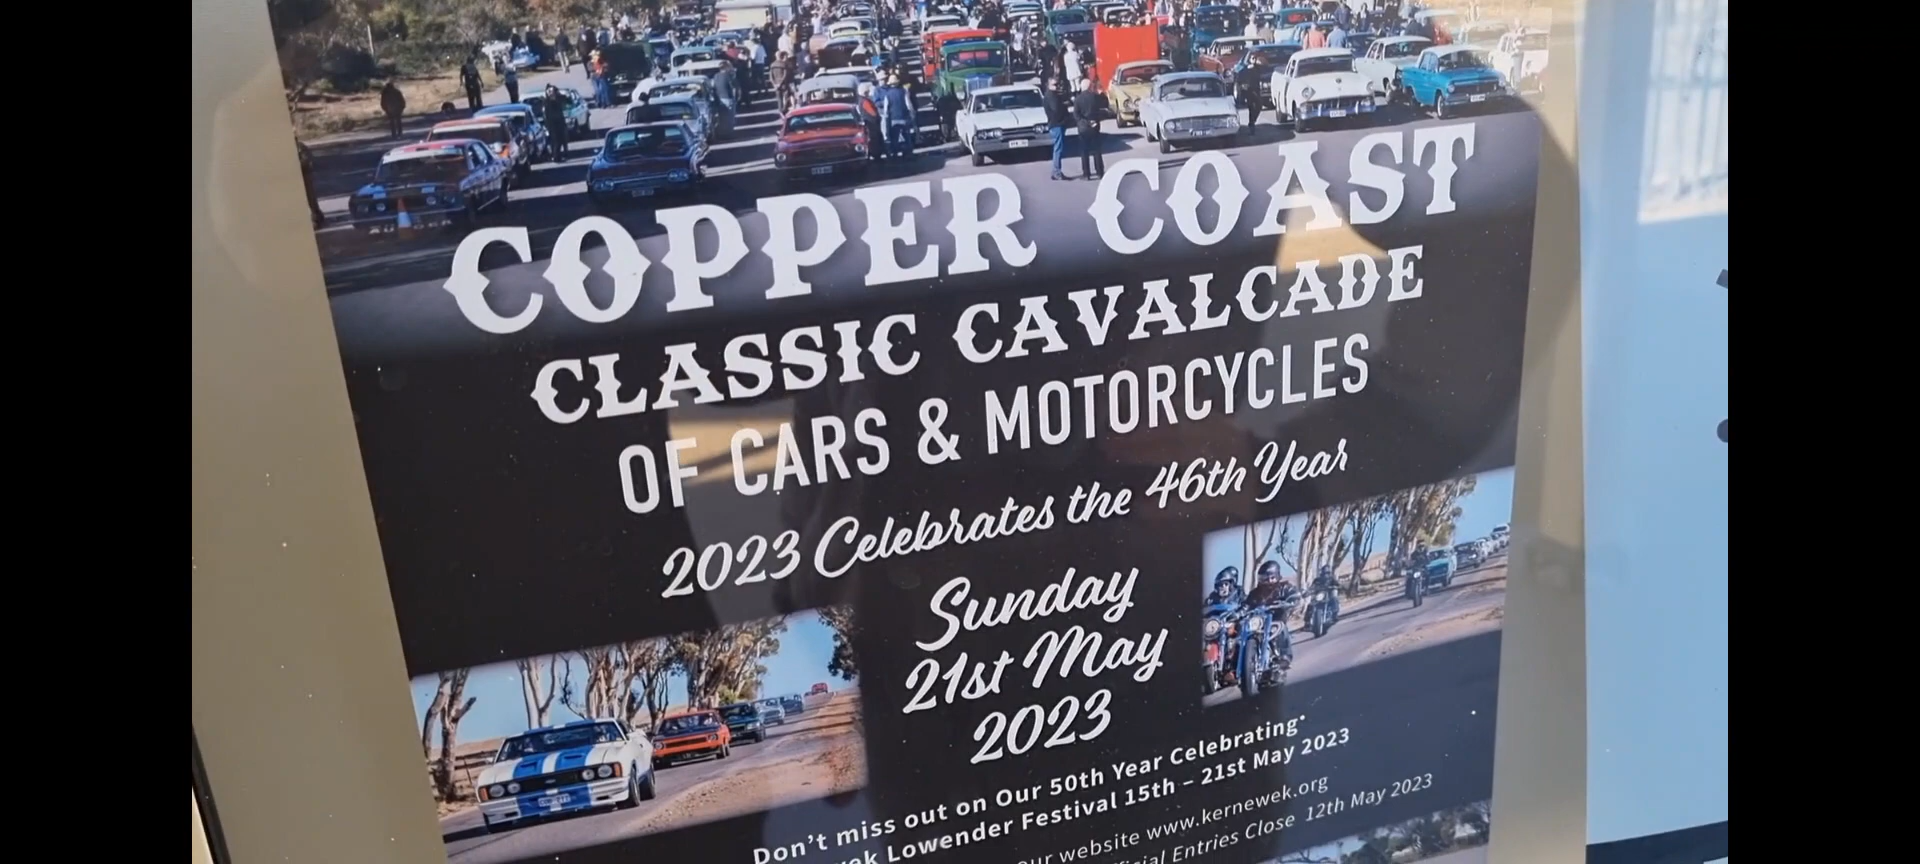 COPPER COAST
CLASSIC CAVALCADE
OF CARS & MOTORCYCLES
2023 Celebrates the 46th Year
Sunday
21st May
2023
Don't miss out on Our 50th Year Celebrating
Lowender Festival 15th – 21st May 2023
website www.kernewek.org
Entries Close 12th May 2023